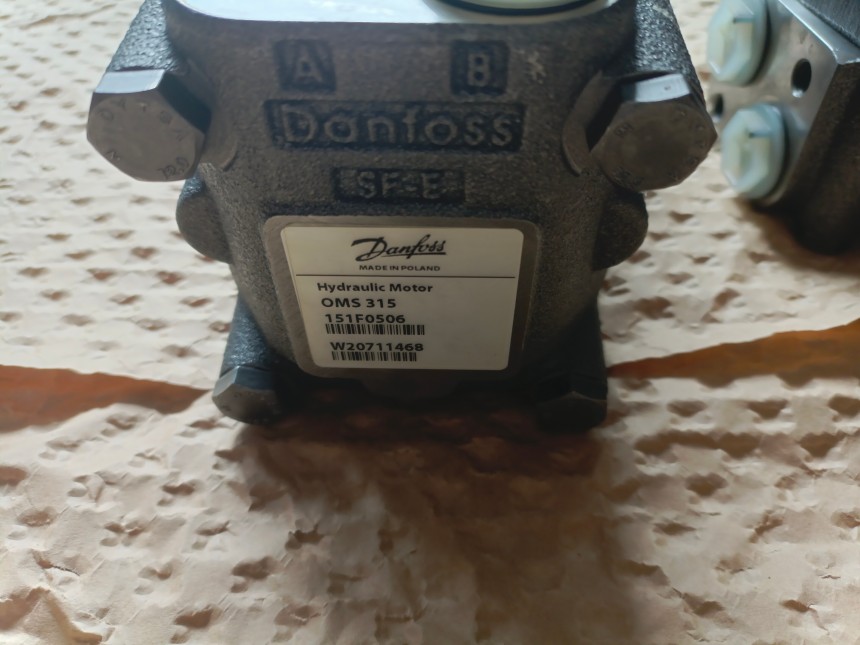 A B
Danfoss
SF-E
Danfoss
MADE IN POLAND
Hydraulic Motor
OMS 315
151F0506
W20711468